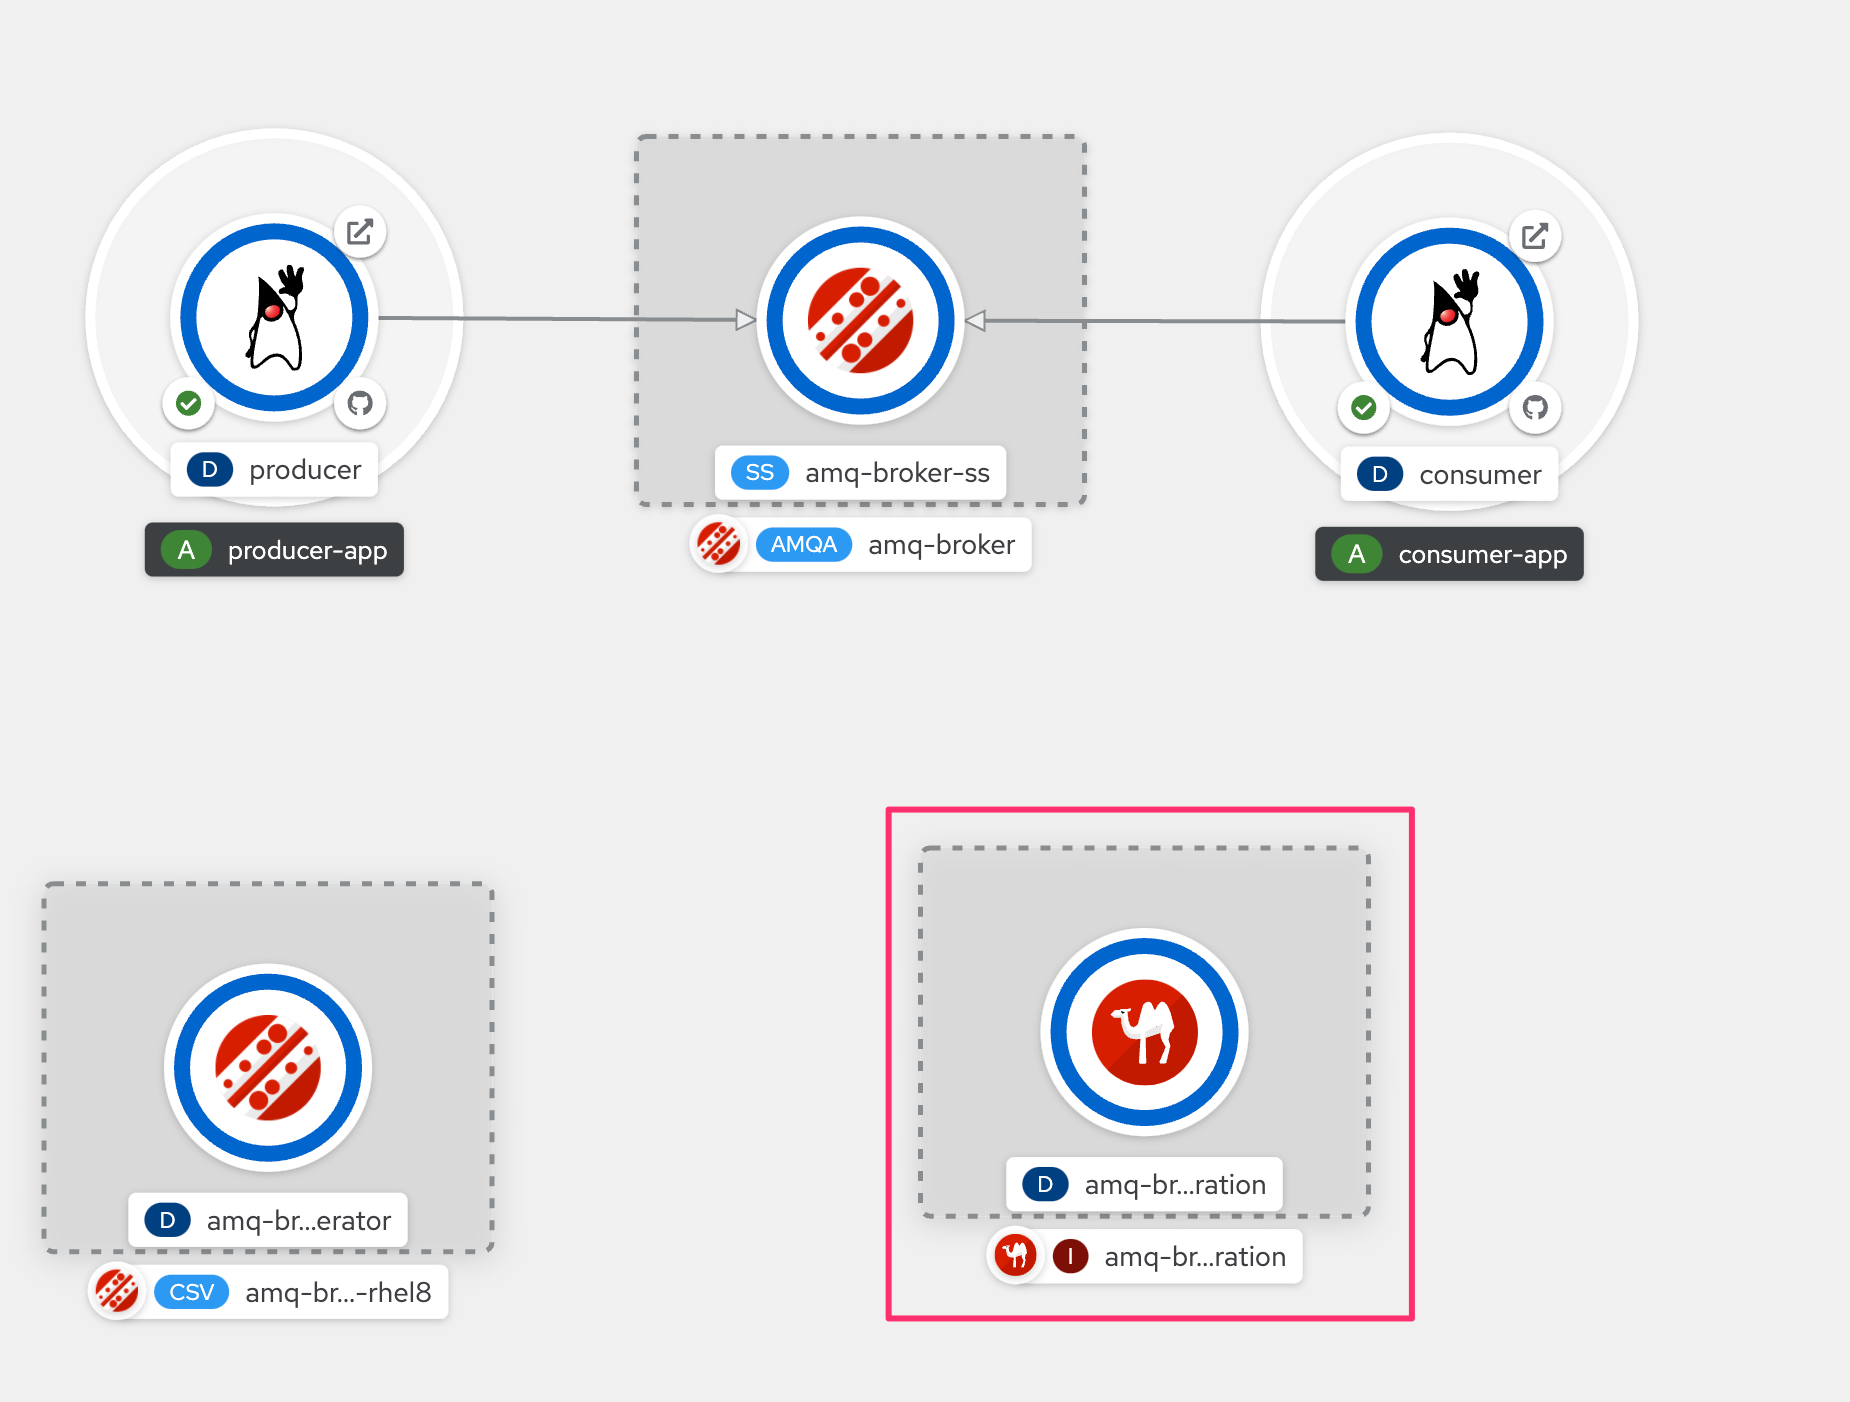 D producer
A producer-app
SS amq-broker-ss
AMQA amq-broker
D consumer
A consumer-app
D amq-br...erator
CSV amq-br...-rhel8
D amq-br...ration
I amq-br...ration